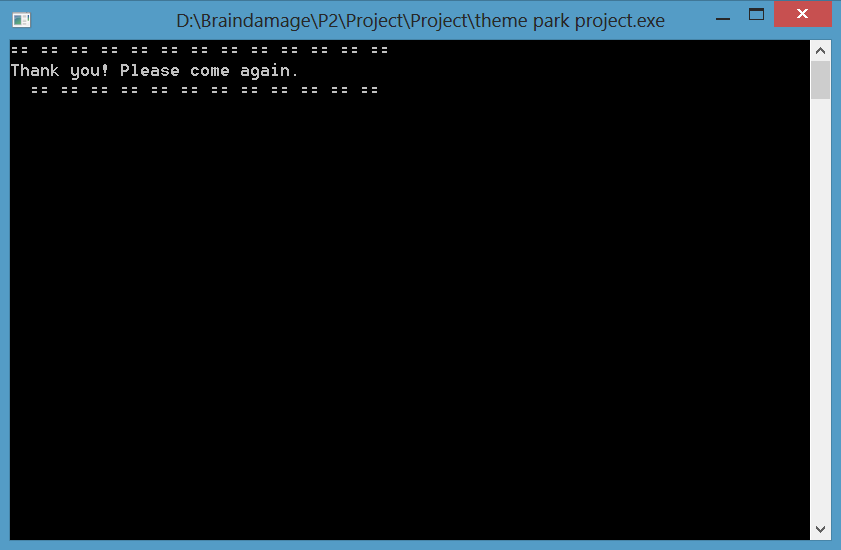 D:\Braindamage\P2\Project\Project\theme park project.exe
== == == == == == == == == == == == ==
Thank you! Please come again.
  == == == == == == == == == == == ==